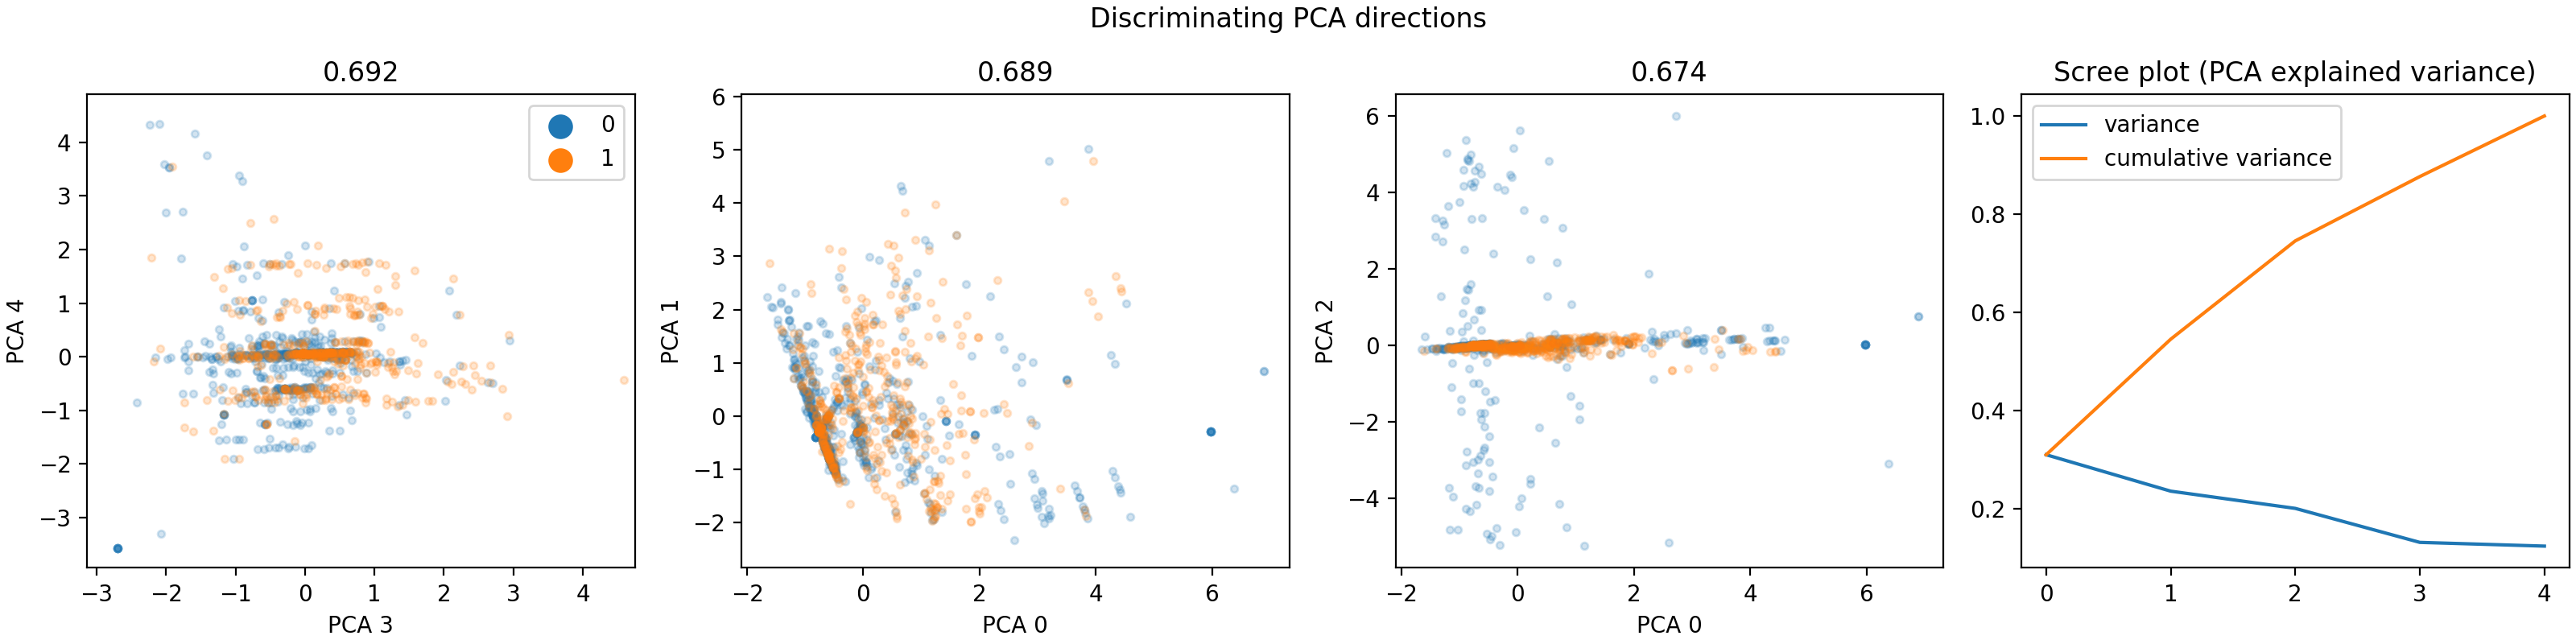 Discriminating PCA directions
0.692
0
1
4
3
2
1
0
−1
−2
−3
−3 −2 −1 0 1 2 3 4
PCA 4
PCA 3
0.689
6
5
4
3
2
1
0
−1
−2
−2 0 2 4 6
PCA 1
PCA 0
0.674
6
4
2
0
−2
−4
−2 0 2 4 6
PCA 2
PCA 0
Scree plot (PCA explained variance)
variance
cumulative variance
1.0
0.8
0.6
0.4
0.2
0 1 2 3 4